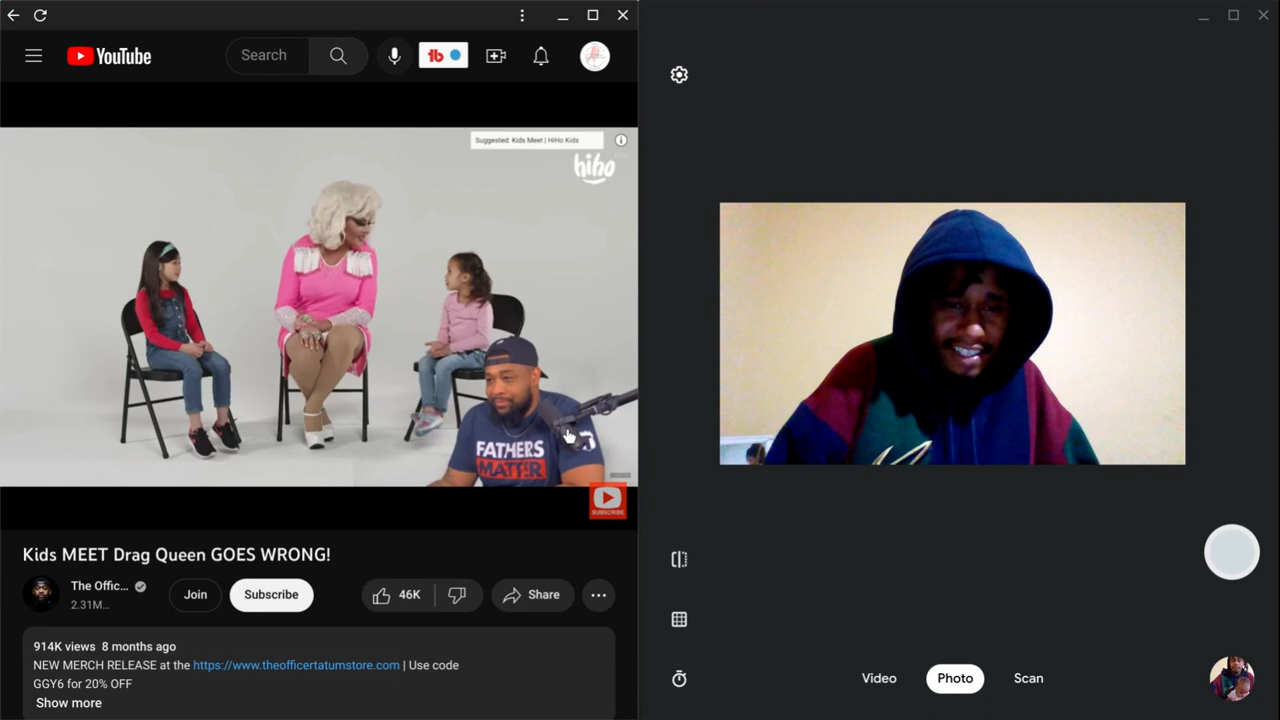 YouTube
Search
Suggested: Kids Meet | HiHo Kids
hiho
FATHERS
MATTER
SUBSCRIBE
Kids MEET Drag Queen GOES WRONG!
The Offic...
2.31M...
Join
Subscribe
46K
Share
914K views 8 months ago
NEW MERCH RELEASE at the https://www.theofficertatumstore.com | Use code
GGY6 for 20% OFF
Show more
Video
Photo
Scan